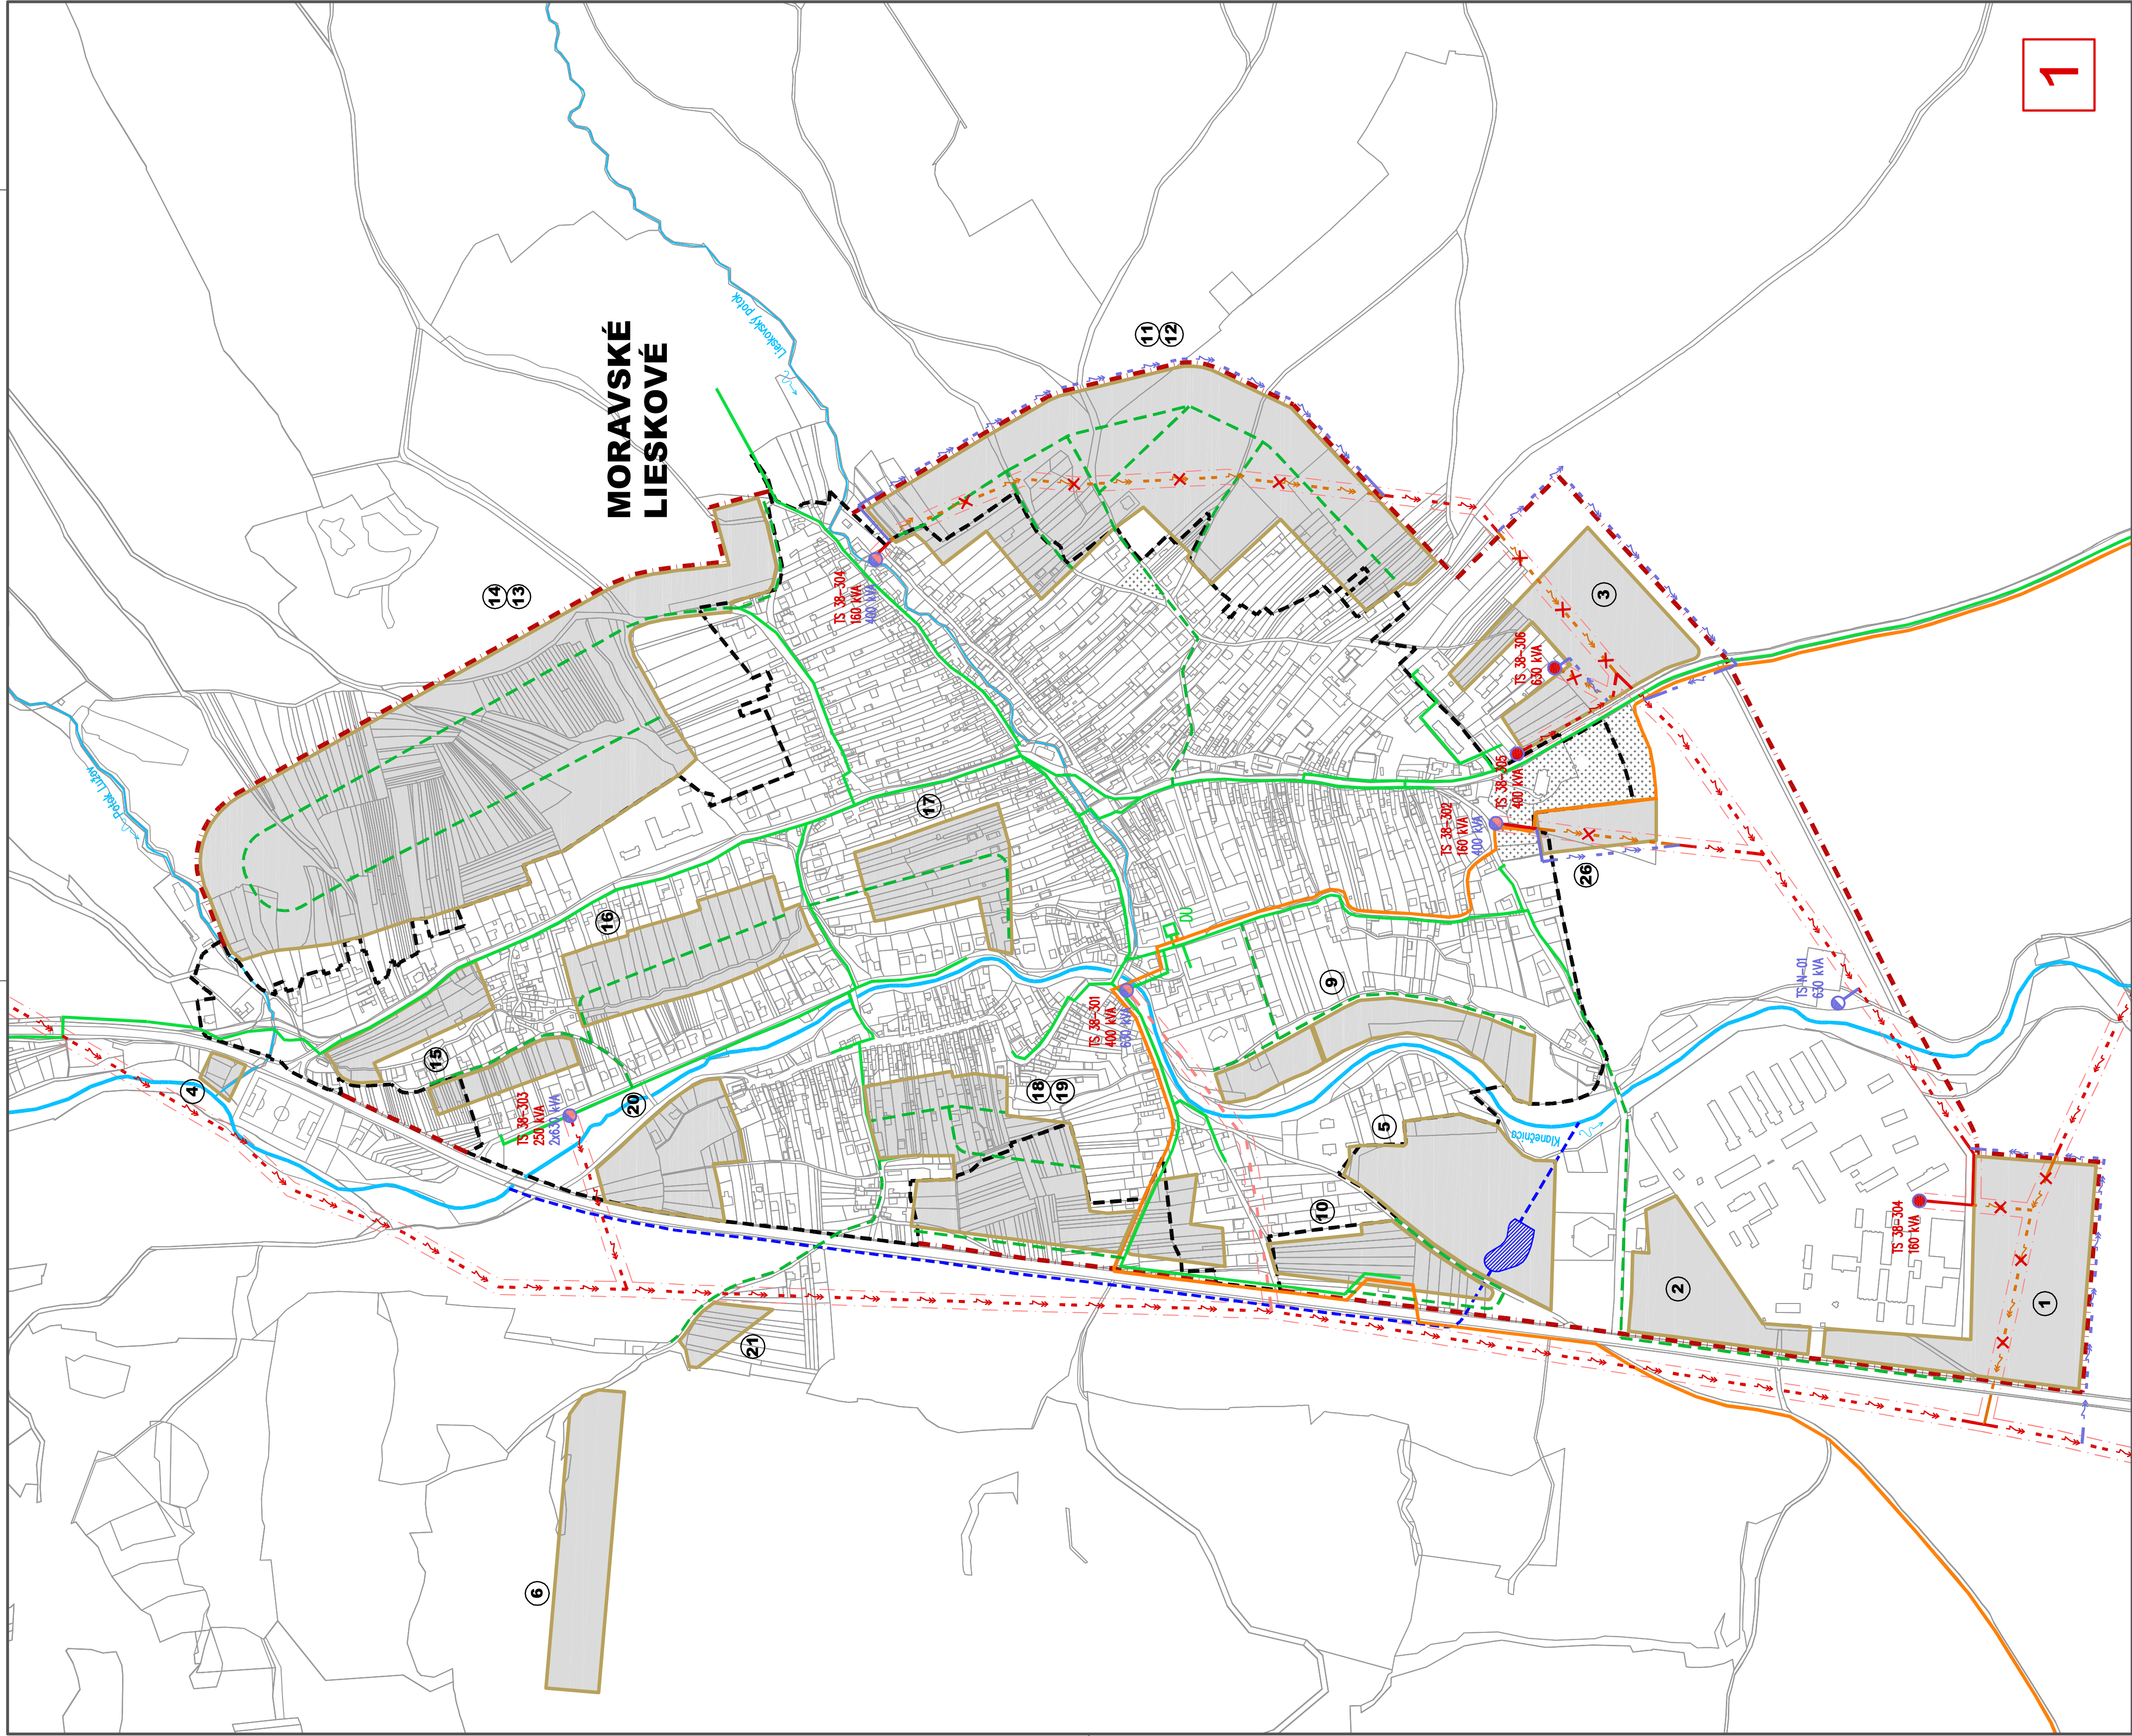 1
MORAVSKÉ
LIESKOVÉ
Lieskovský potok
Potok Lužev
Klanečnica
14
13
11
12
3
4
15
16
17
20
18
19
9
5
10
26
21
6
2
1
DU
TS 38-304
160 kVA
400 kVA
TS 38-306
630 kVA
TS 38-305
400 kVA
TS 38-302
160 kVA
400 kVA
TS 38-303
250 kVA
2x630 kVA
TS 38-301
400 kVA
630 kVA
TS-N-01
630 kVA
TS 38-304
160 kVA